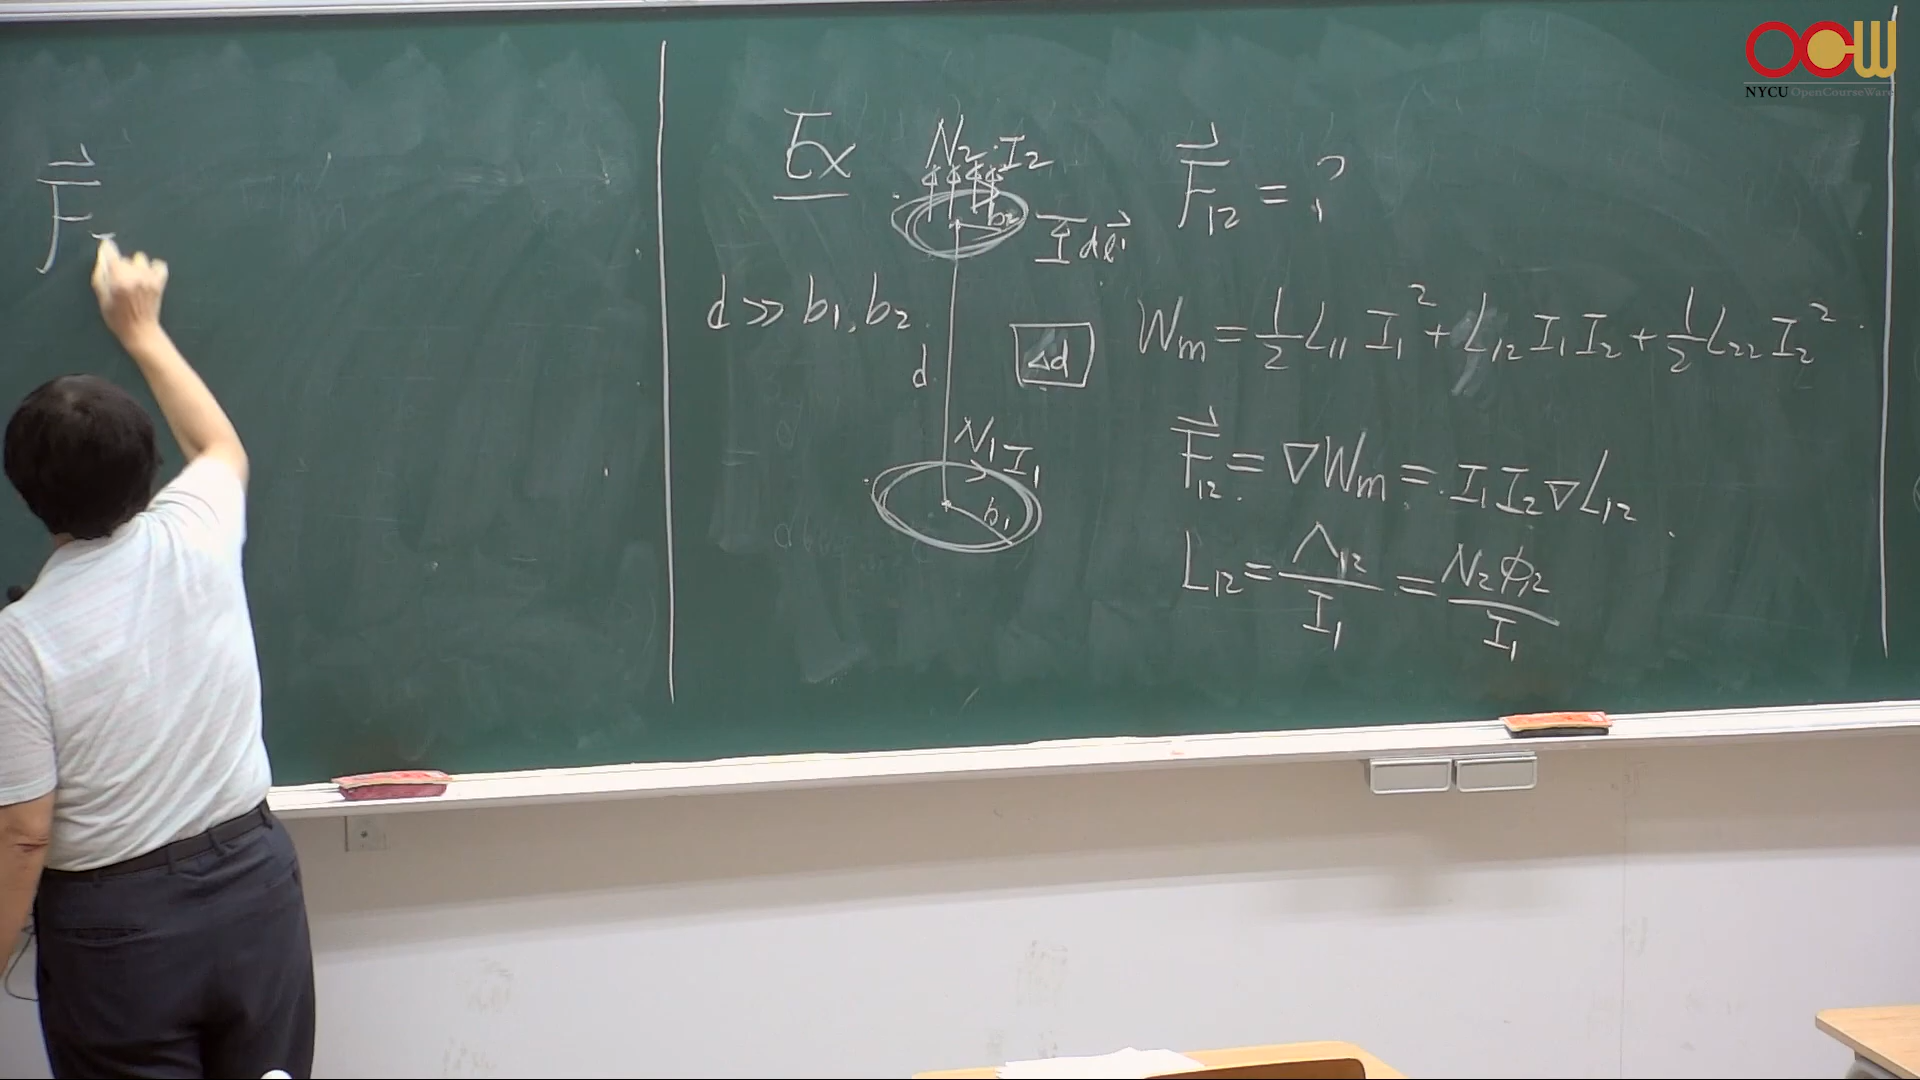 OCW
NYCU OpenCourseWare
F⃗
Ex
N₂ I₂
b₂
I dℓ⃗'
F⃗₁₂ = ?
d >> b₁, b₂
d
Δd
N₁ I₁
b₁
Wm = 1/2 L₁₁ I₁² + L₁₂ I₁ I₂ + 1/2 L₂₂ I₂²
F⃗₁₂ = ∇Wm = I₁ I₂ ∇L₁₂
L₁₂ = Λ₁₂/I₁ = N₂ Φ₁₂/I₁